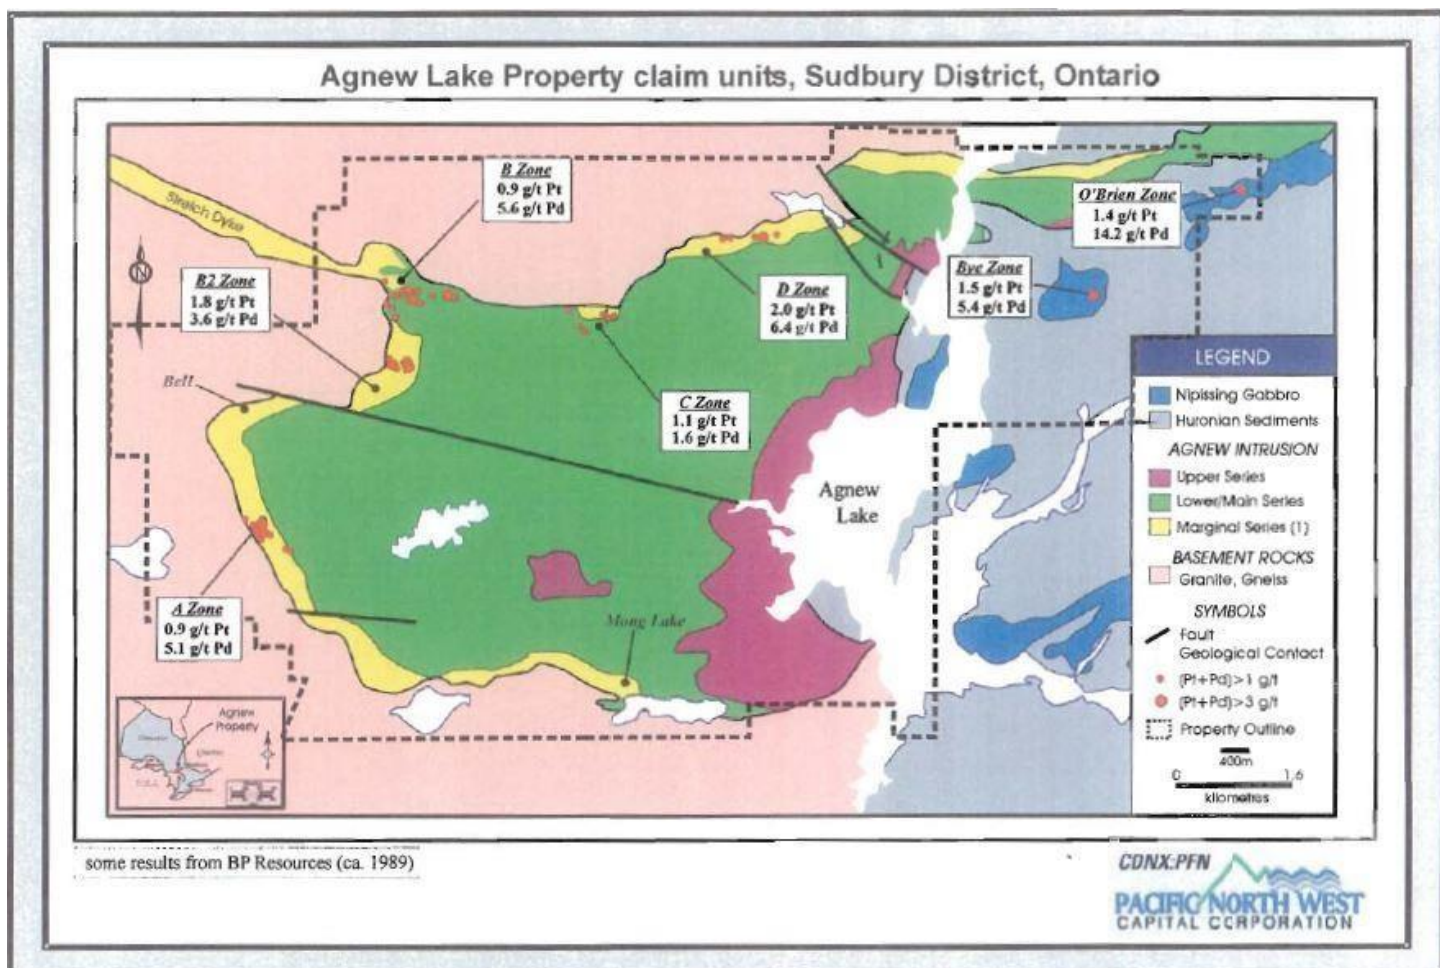 Agnew Lake Property claim units, Sudbury District, Ontario
B Zone
0.9 g/t Pt
5.6 g/t Pd
Streich Dyke
O'Brien Zone
1.4 g/t Pt
14.2 g/t Pd
N
B2 Zone
1.8 g/t Pt
3.6 g/t Pd
D Zone
2.0 g/t Pt
6.4 g/t Pd
Bye Zone
1.5 g/t Pt
5.4 g/t Pd
Bell
C Zone
1.1 g/t Pt
1.6 g/t Pd
Agnew
Lake
A Zone
0.9 g/t Pt
5.1 g/t Pd
Mong Lake
Agnew
Property
LEGEND
Nipissing Gabbro
Huronian Sediments
AGNEW INTRUSION
Upper Series
Lower/Main Series
Marginal Series (1)
BASEMENT ROCKS
Granite, Gneiss
SYMBOLS
Fault
Geological Contact
(Pt+Pd)>1 g/t
(Pt+Pd)>3 g/t
Property Outline
400m
0 1.6
kilometres
some results from BP Resources (ca. 1989)
CDNX:PFN
PACIFIC NORTH WEST
CAPITAL CORPORATION